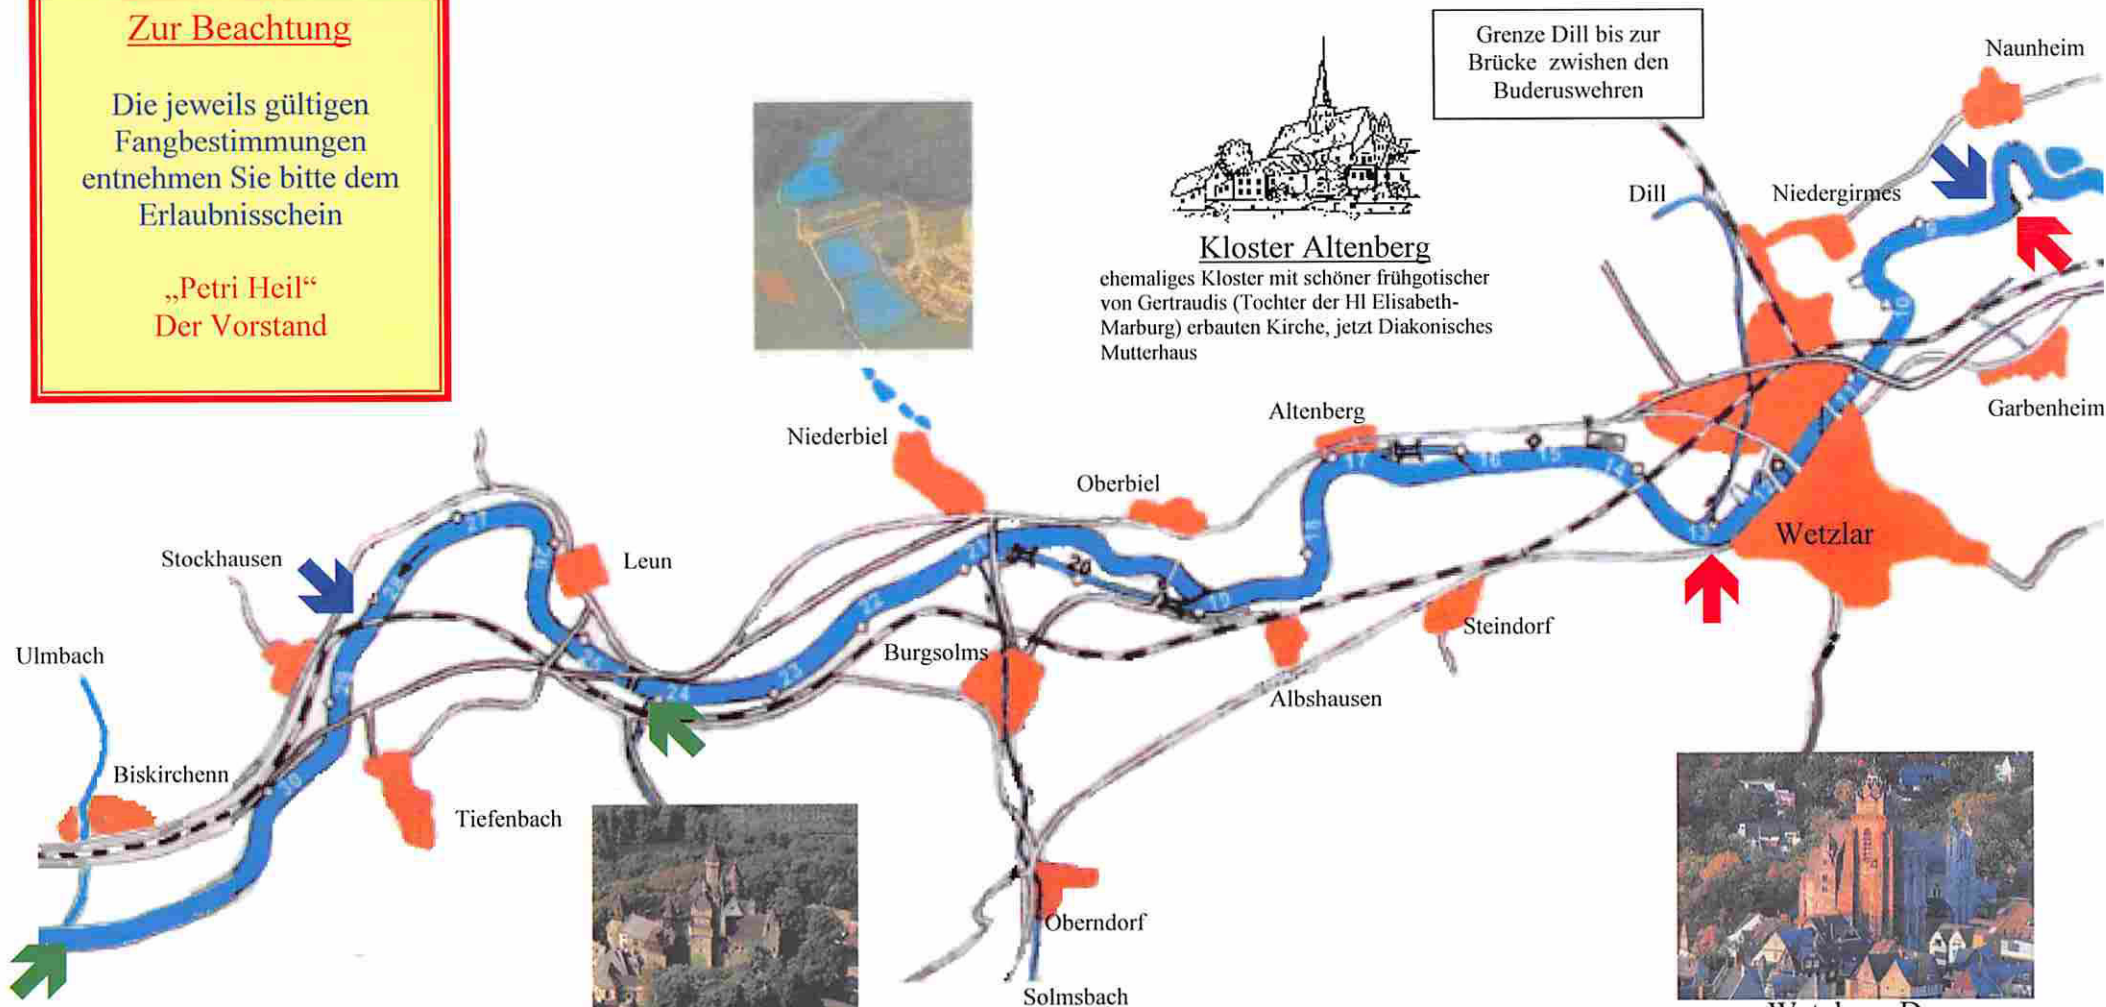 Zur Beachtung
Die jeweils gültigen
Fangbestimmungen
entnehmen Sie bitte dem
Erlaubnisschein
„Petri Heil“
Der Vorstand
Kloster Altenberg
ehemaliges Kloster mit schöner frühgotischer
von Gertraudis (Tochter der Hl Elisabeth-
Marburg) erbauten Kirche, jetzt Diakonisches
Mutterhaus
Grenze Dill bis zur
Brücke zwishen den
Buderuswehren
Naunheim
Dill
Niedergirmes
Garbenheim
Altenberg
Niederbiel
Oberbiel
Wetzlar
Stockhausen
Leun
Steindorf
Burgsolms
Albshausen
Ulmbach
Biskirchenn
Tiefenbach
Oberndorf
Solmsbach
9
10
11
12
13
14
15
16
17
18
19
20
21
22
23
24
25
26
27
28
29
30